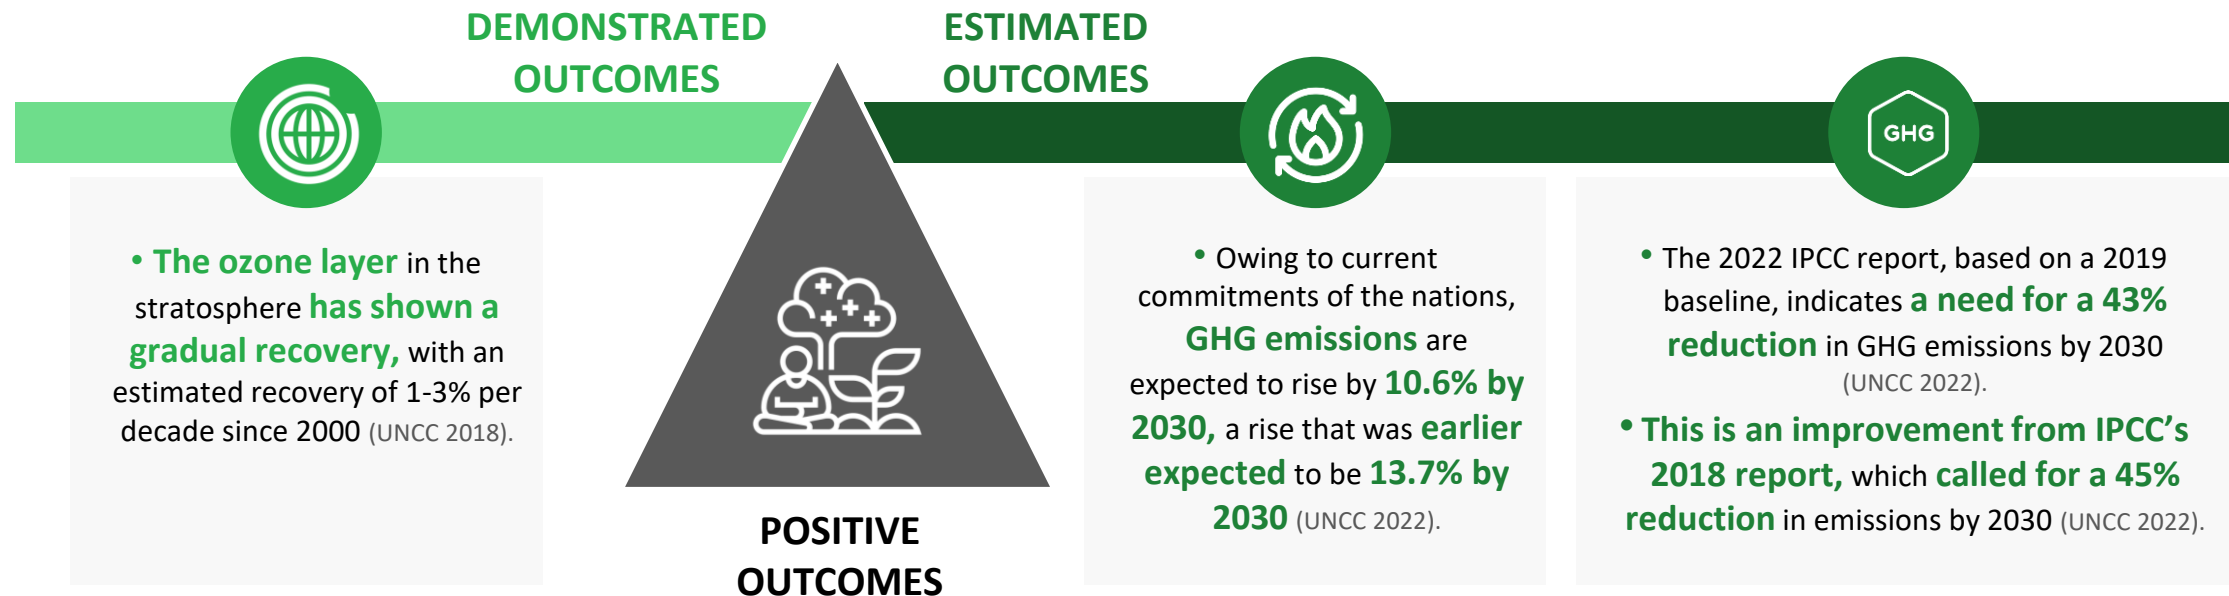 DEMONSTRATED
OUTCOMES
ESTIMATED
OUTCOMES
GHG
• The ozone layer in the
stratosphere has shown a
gradual recovery, with an
estimated recovery of 1-3% per
decade since 2000 (UNCC 2018).
POSITIVE
OUTCOMES
• Owing to current
commitments of the nations,
GHG emissions are
expected to rise by 10.6% by
2030, a rise that was earlier
expected to be 13.7% by
2030 (UNCC 2022).
• The 2022 IPCC report, based on a 2019
baseline, indicates a need for a 43%
reduction in GHG emissions by 2030
(UNCC 2022).
• This is an improvement from IPCC’s
2018 report, which called for a 45%
reduction in emissions by 2030 (UNCC 2022).